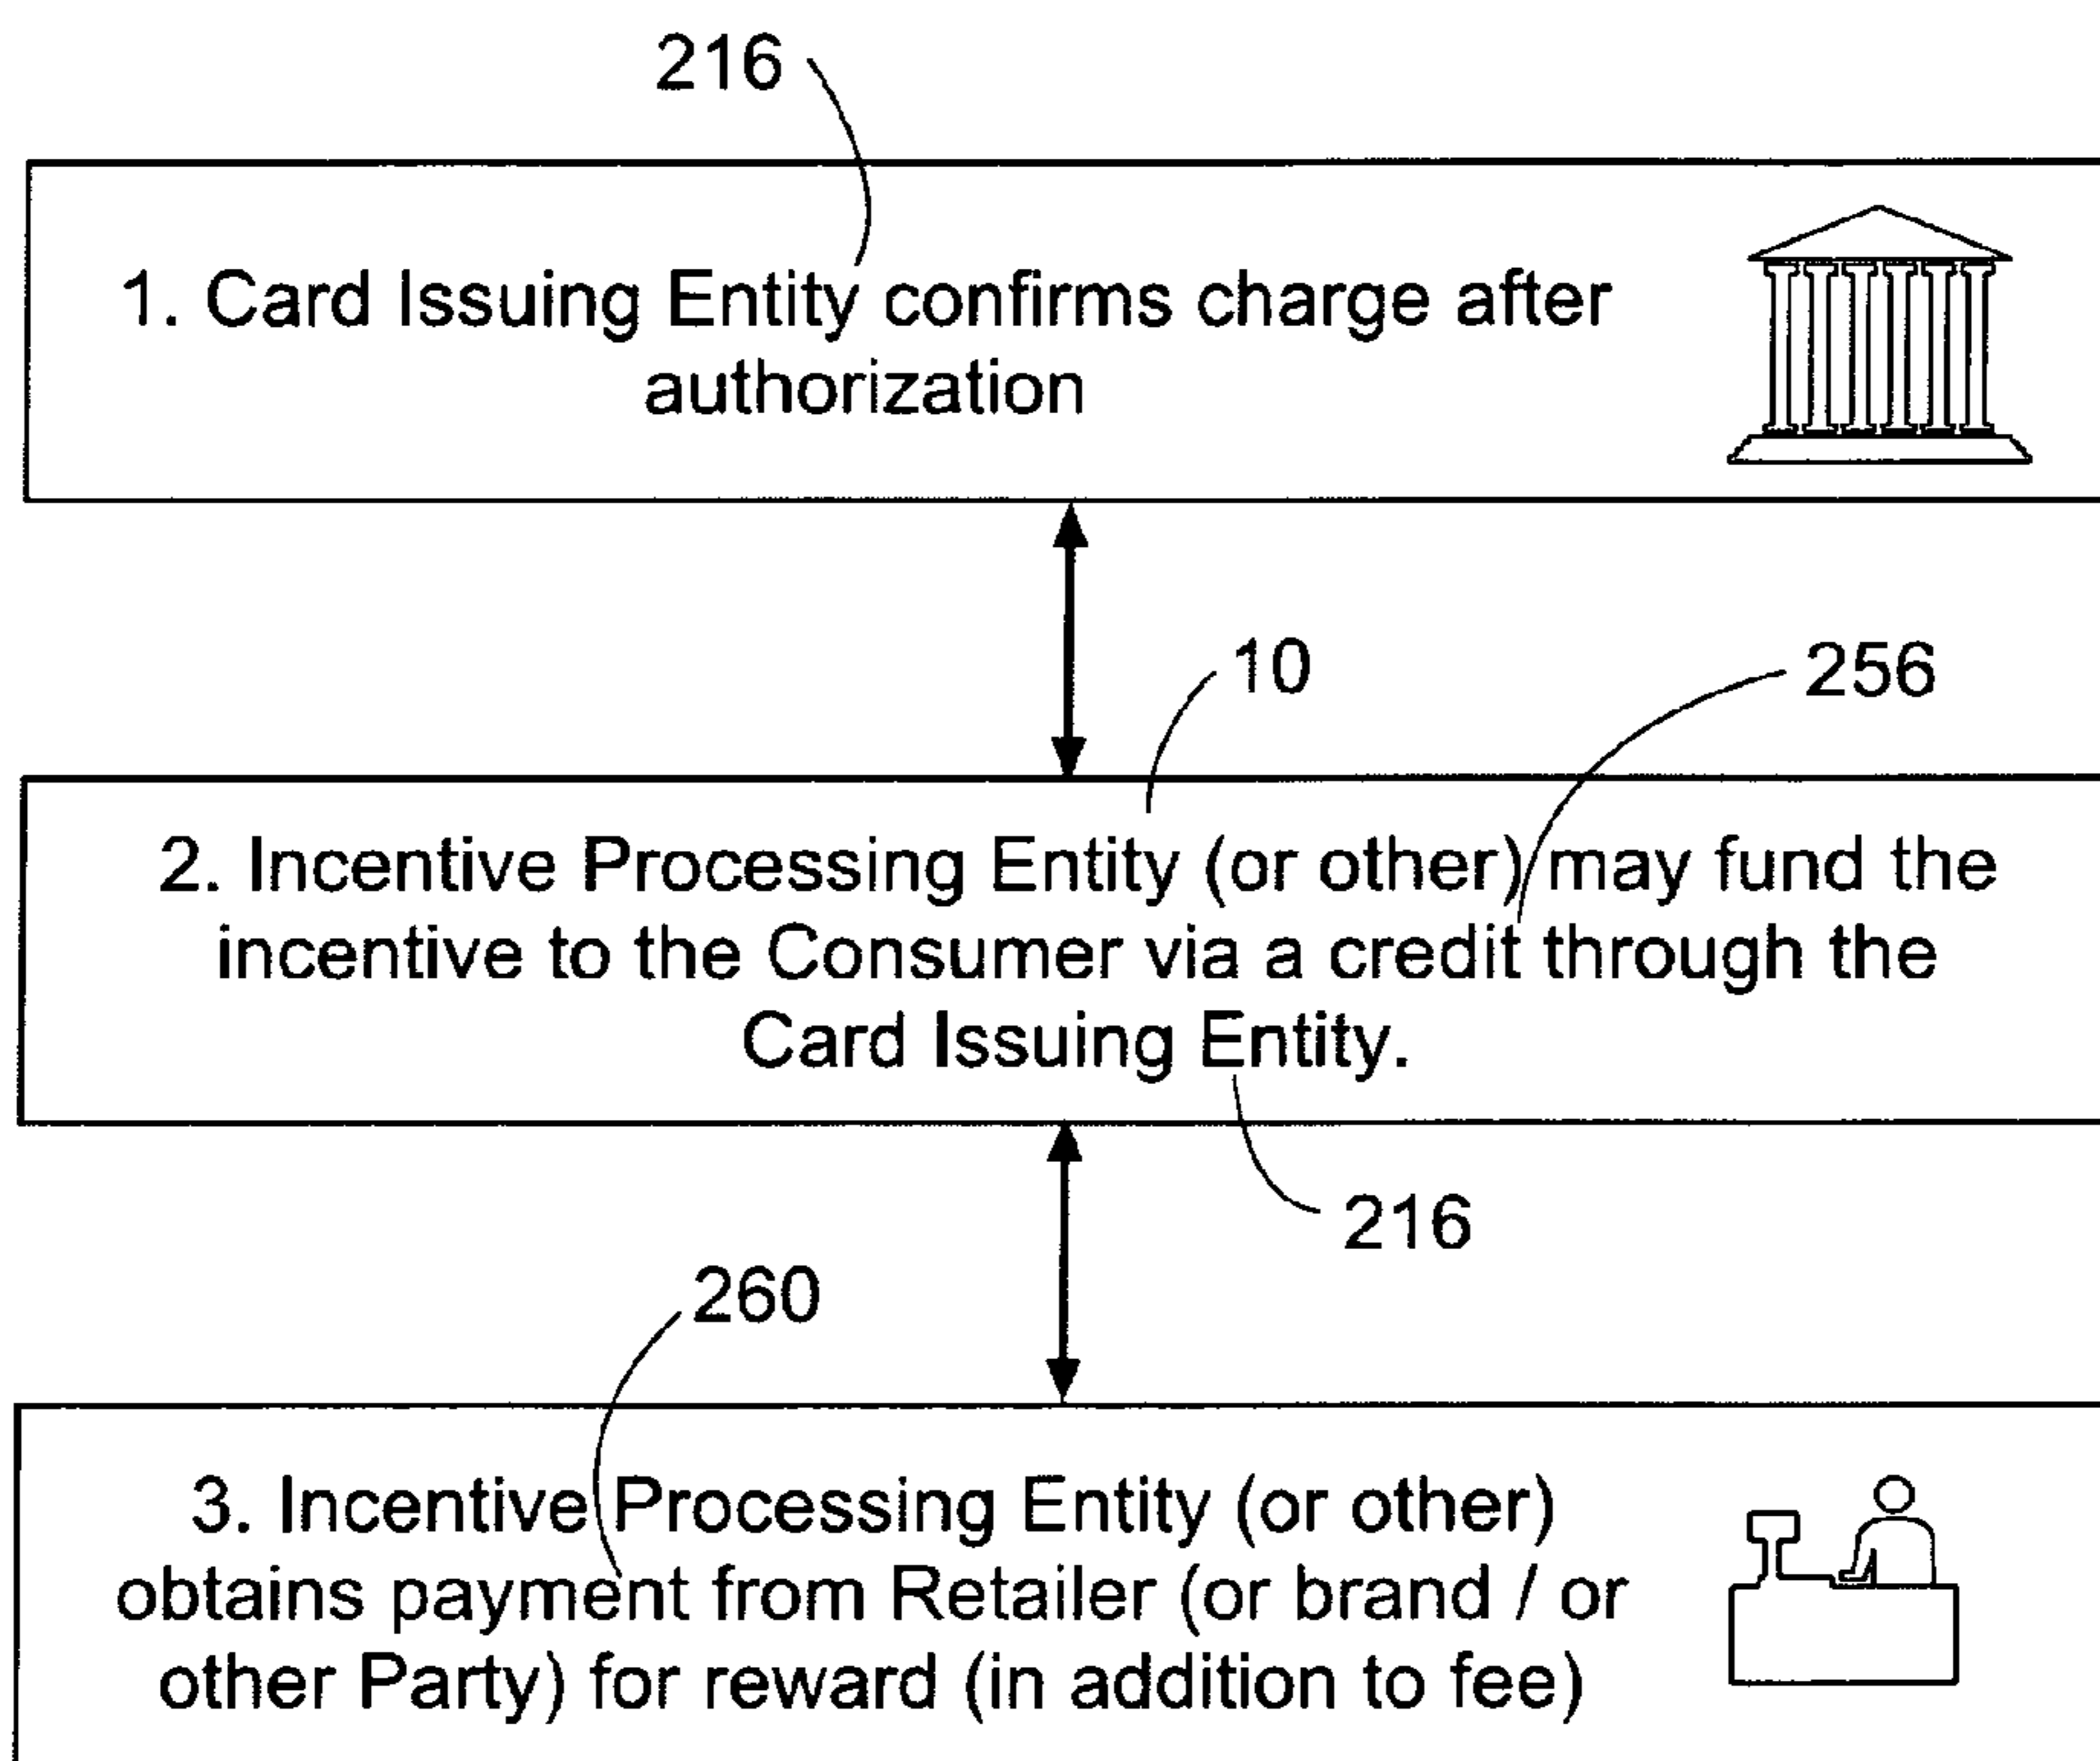 216
1. Card Issuing Entity confirms charge after
authorization
10
256
2. Incentive Processing Entity (or other) may fund the
incentive to the Consumer via a credit through the
Card Issuing Entity.
216
260
3. Incentive Processing Entity (or other)
obtains payment from Retailer (or brand / or
other Party) for reward (in addition to fee)